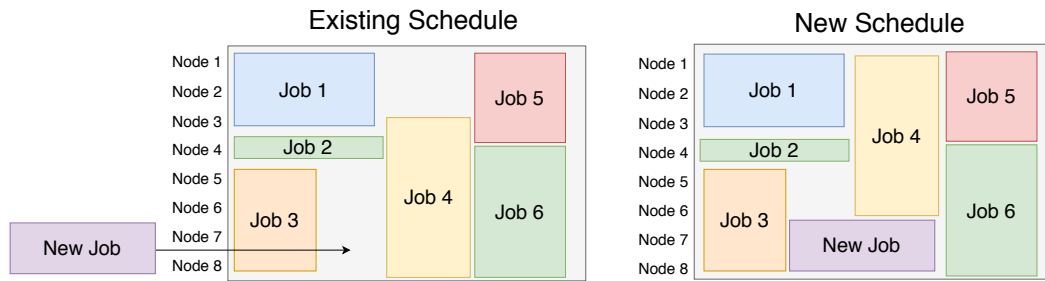 Existing Schedule
Node 1
Node 2
Node 3
Node 4
Node 5
Node 6
Node 7
Node 8
Job 1
Job 2
Job 3
Job 4
Job 5
Job 6
New Job
New Schedule
Node 1
Node 2
Node 3
Node 4
Node 5
Node 6
Node 7
Node 8
Job 1
Job 2
Job 3
Job 4
Job 5
Job 6
New Job